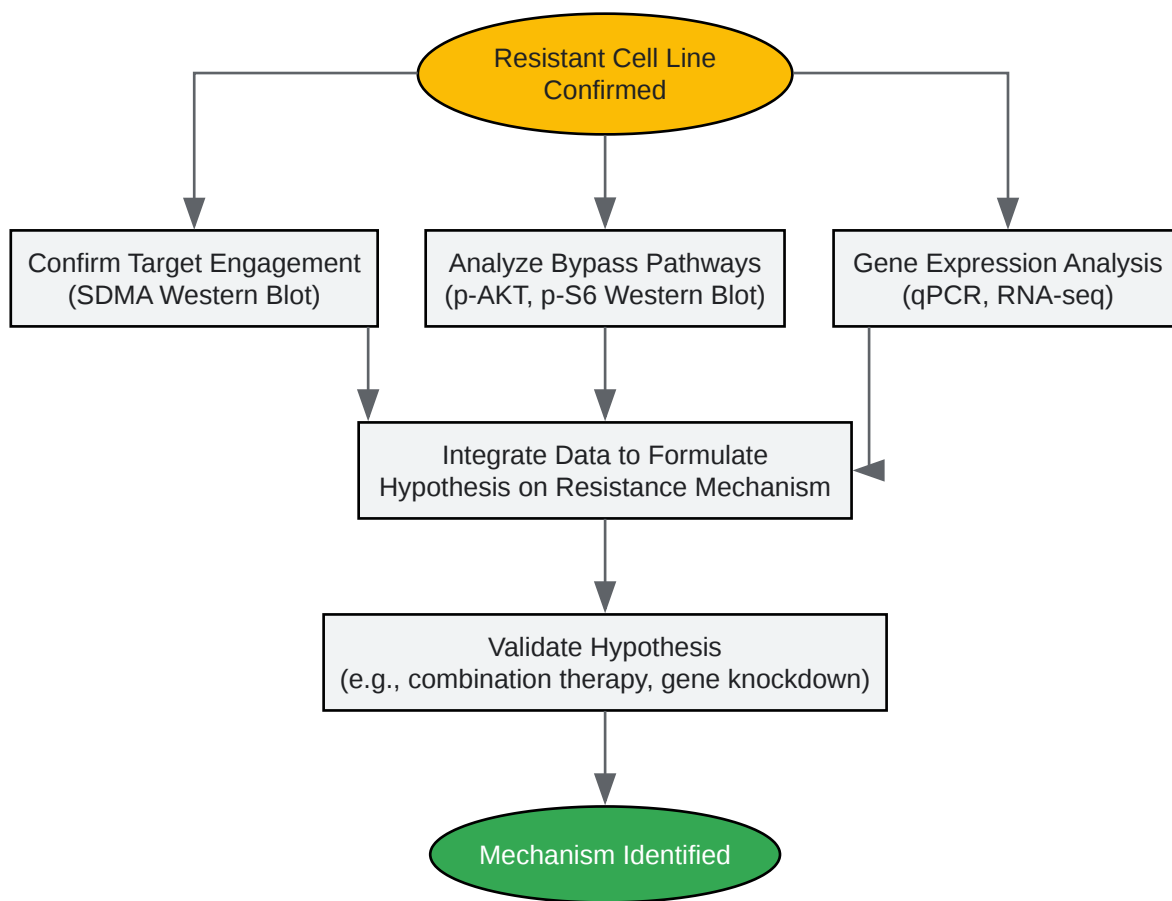 Resistant Cell Line
Confirmed
Confirm Target Engagement
(SDMA Western Blot)
Analyze Bypass Pathways
(p-AKT, p-S6 Western Blot)
Gene Expression Analysis
(qPCR, RNA-seq)
Integrate Data to Formulate
Hypothesis on Resistance Mechanism
Validate Hypothesis
(e.g., combination therapy, gene knockdown)
Mechanism Identified